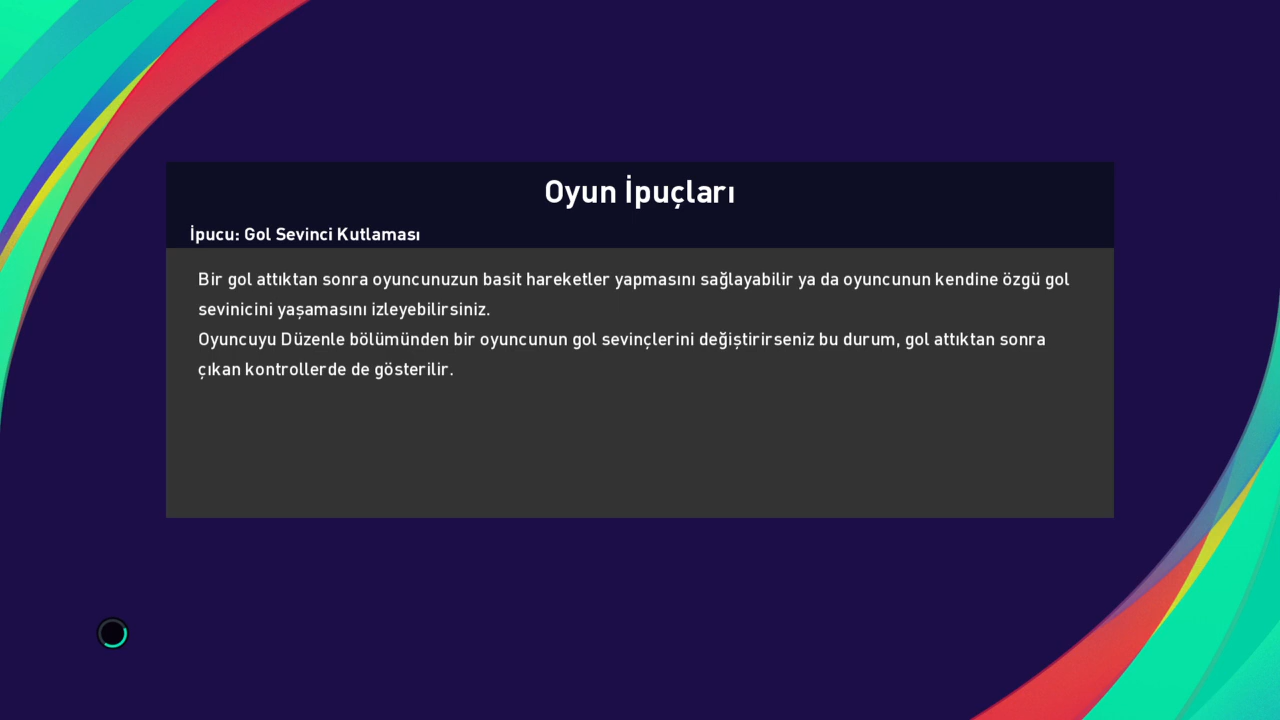 Oyun İpuçları
İpucu: Gol Sevinci Kutlaması
Bir gol attıktan sonra oyuncunuzun basit hareketler yapmasını sağlayabilir ya da oyuncunun kendine özgü gol
sevinicini yaşamasını izleyebilirsiniz.
Oyuncuyu Düzenle bölümünden bir oyuncunun gol sevinçlerini değiştirirseniz bu durum, gol attıktan sonra
çıkan kontrollerde de gösterilir.